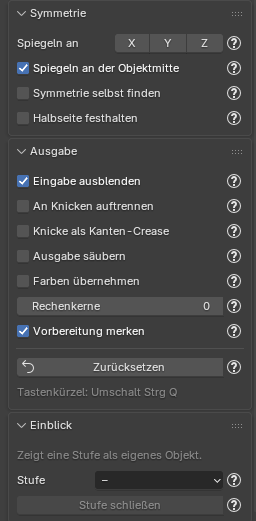 Symmetrie
Spiegeln an X Y Z ?
Spiegeln an der Objektmitte ?
Symmetrie selbst finden ?
Halbseite festhalten ?
Ausgabe
Eingabe ausblenden ?
An Knicken auftrennen ?
Knicke als Kanten-Crease ?
Ausgabe säubern ?
Farben übernehmen ?
Rechenkerne 0 ?
Vorbereitung merken ?
Zurücksetzen ?
Tastenkürzel: Umschalt Strg Q
Einblick
Zeigt eine Stufe als eigenes Objekt.
Stufe – ?
Stufe schließen ?